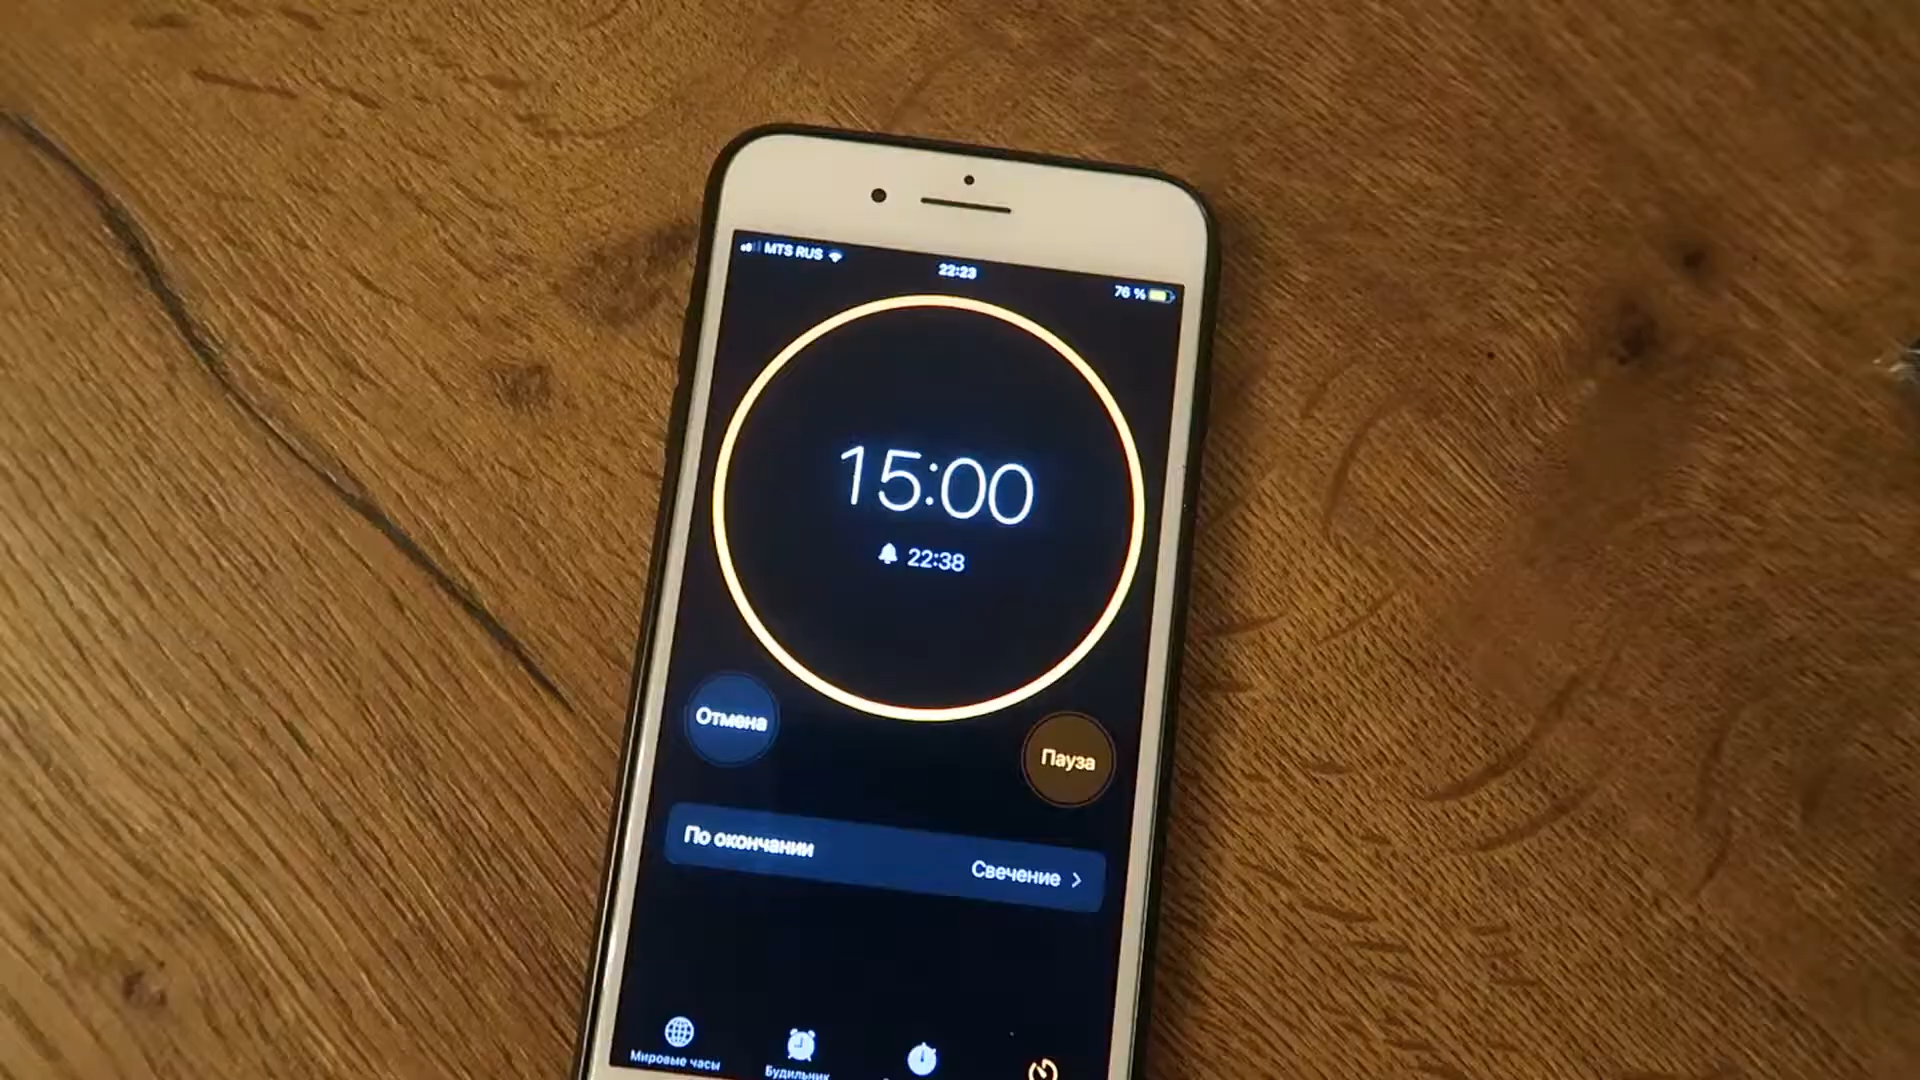 MTS RUS
22:23
76 %
15:00
22:38
Отмена
Пауза
По окончании
Свечение
Мировые часы
Будильник